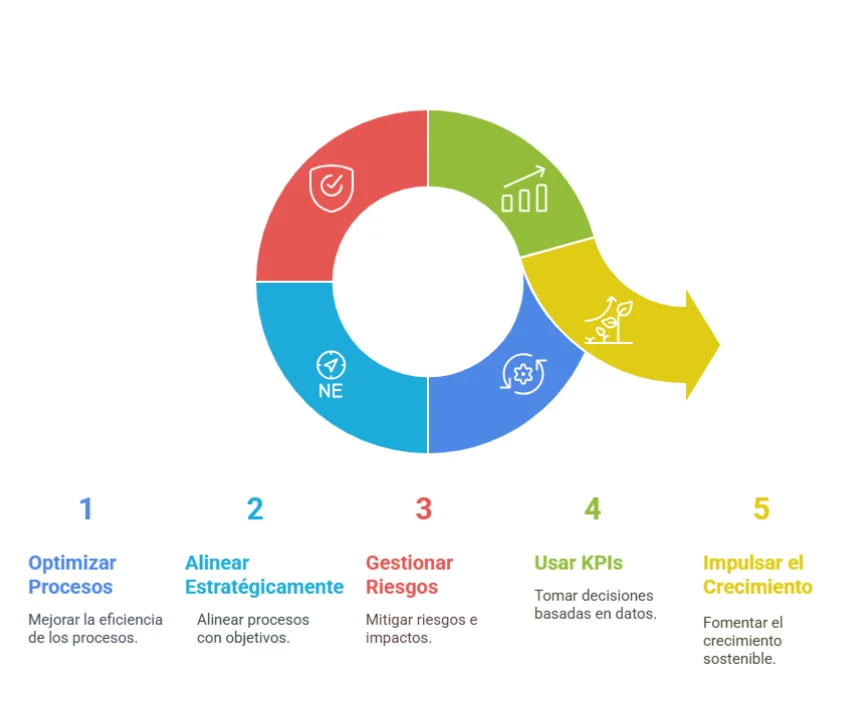 NE
1
Optimizar
Procesos
Mejorar la eficiencia
de los procesos.
2
Alinear
Estratégicamente
Alinear procesos
con objetivos.
3
Gestionar
Riesgos
Mitigar riesgos e
impactos.
4
Usar KPIs
Tomar decisiones
basadas en datos.
5
Impulsar el
Crecimiento
Fomentar el
crecimiento
sostenible.